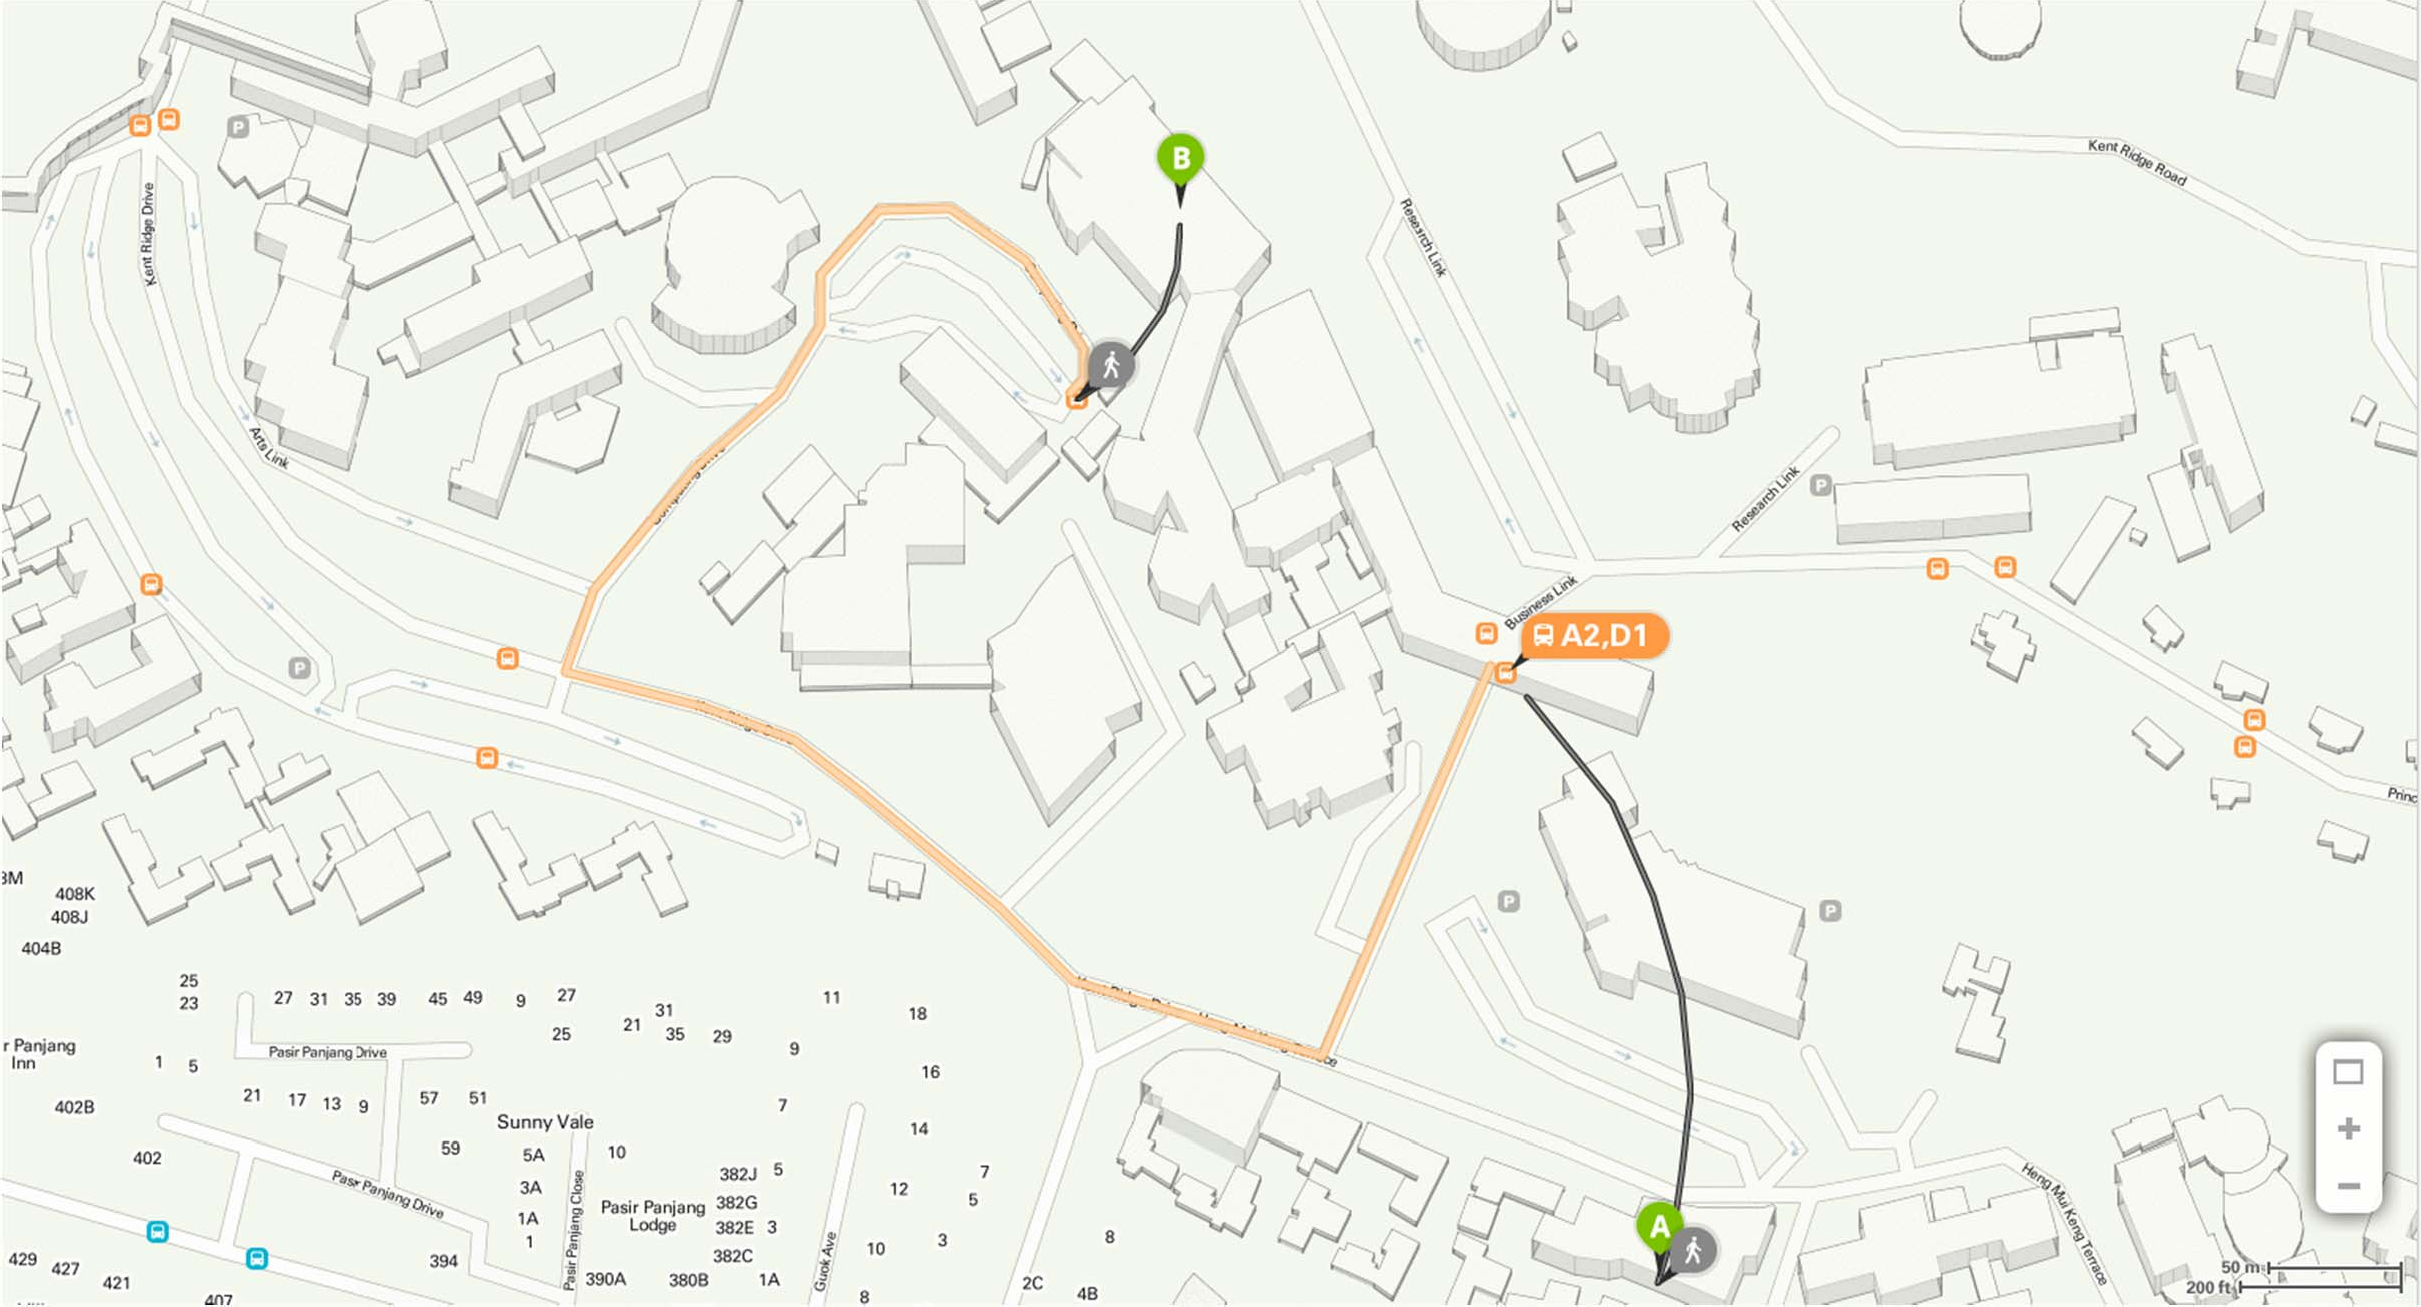 Kent Ridge Road
B
P
Kent Ridge Drive
Research Link
Arts Link
Research Link
P
Business Link
A2,D1
P
P
P
Princ
3M
408K
408J
404B
25
23
27
31
35
39
45
49
9
27
25
31
21
35
29
11
9
18
r Panjang
Inn
1
5
Pasir Panjang Drive
16
21
17
13
9
57
51
7
402B
Sunny Vale
14
402
59
5A
10
382J
5
7
3A
Pasir Panjang Drive
Pasir Panjang Close
Pasir Panjang
Lodge
382G
12
5
Heng Mui Keng Terrace
1A
382E
3
A
1
382C
Guok Ave
10
3
8
429
427
421
407
394
390A
380B
1A
8
2C
4B
+
−
50 m
200 ft